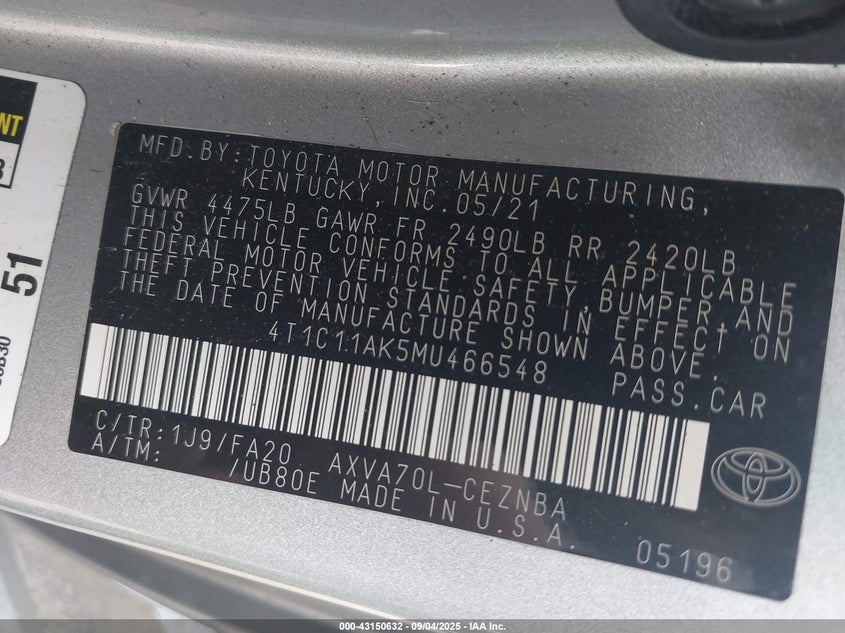 NT
51
MFD.BY:TOYOTA MOTOR MANUFACTURING,
KENTUCKY, INC. 05/21
GVWR 4475LB GAWR FR 2490LB RR 2420LB
THIS VEHICLE CONFORMS TO ALL APPLICABLE
FEDERAL MOTOR VEHICLE SAFETY,BUMPER,AND
THEFT PREVENTION STANDARDS IN EFFECT ON
THE DATE OF MANUFACTURE SHOWN ABOVE.
4T1C11AK5MU466548 PASS.CAR
C/TR:1J9/FA20 AXVA70L-CEZNBA
A/TM: /UB80E MADE IN U.S.A.
05196
000-43150632 - 09/04/2025 - IAA Inc.